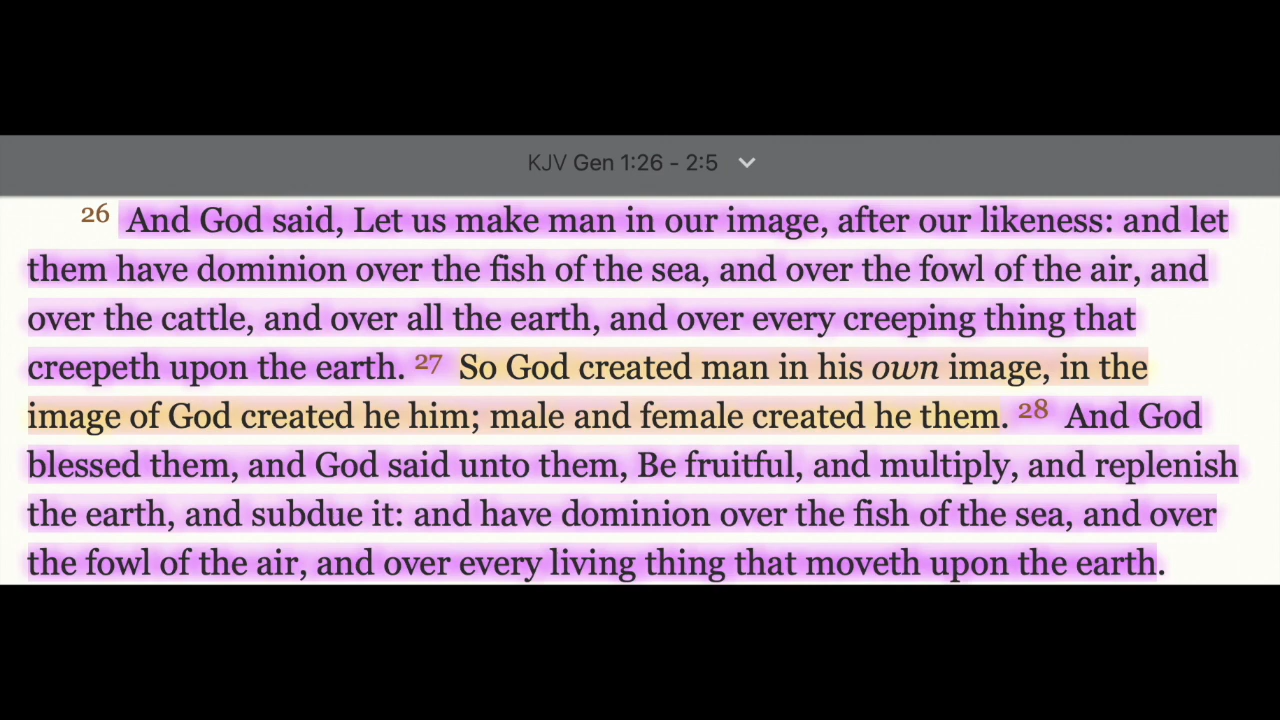 KJV Gen 1:26 - 2:5
26 And God said, Let us make man in our image, after our likeness: and let
them have dominion over the fish of the sea, and over the fowl of the air, and
over the cattle, and over all the earth, and over every creeping thing that
creepeth upon the earth. 27 So God created man in his own image, in the
image of God created he him; male and female created he them. 28 And God
blessed them, and God said unto them, Be fruitful, and multiply, and replenish
the earth, and subdue it: and have dominion over the fish of the sea, and over
the fowl of the air, and over every living thing that moveth upon the earth.